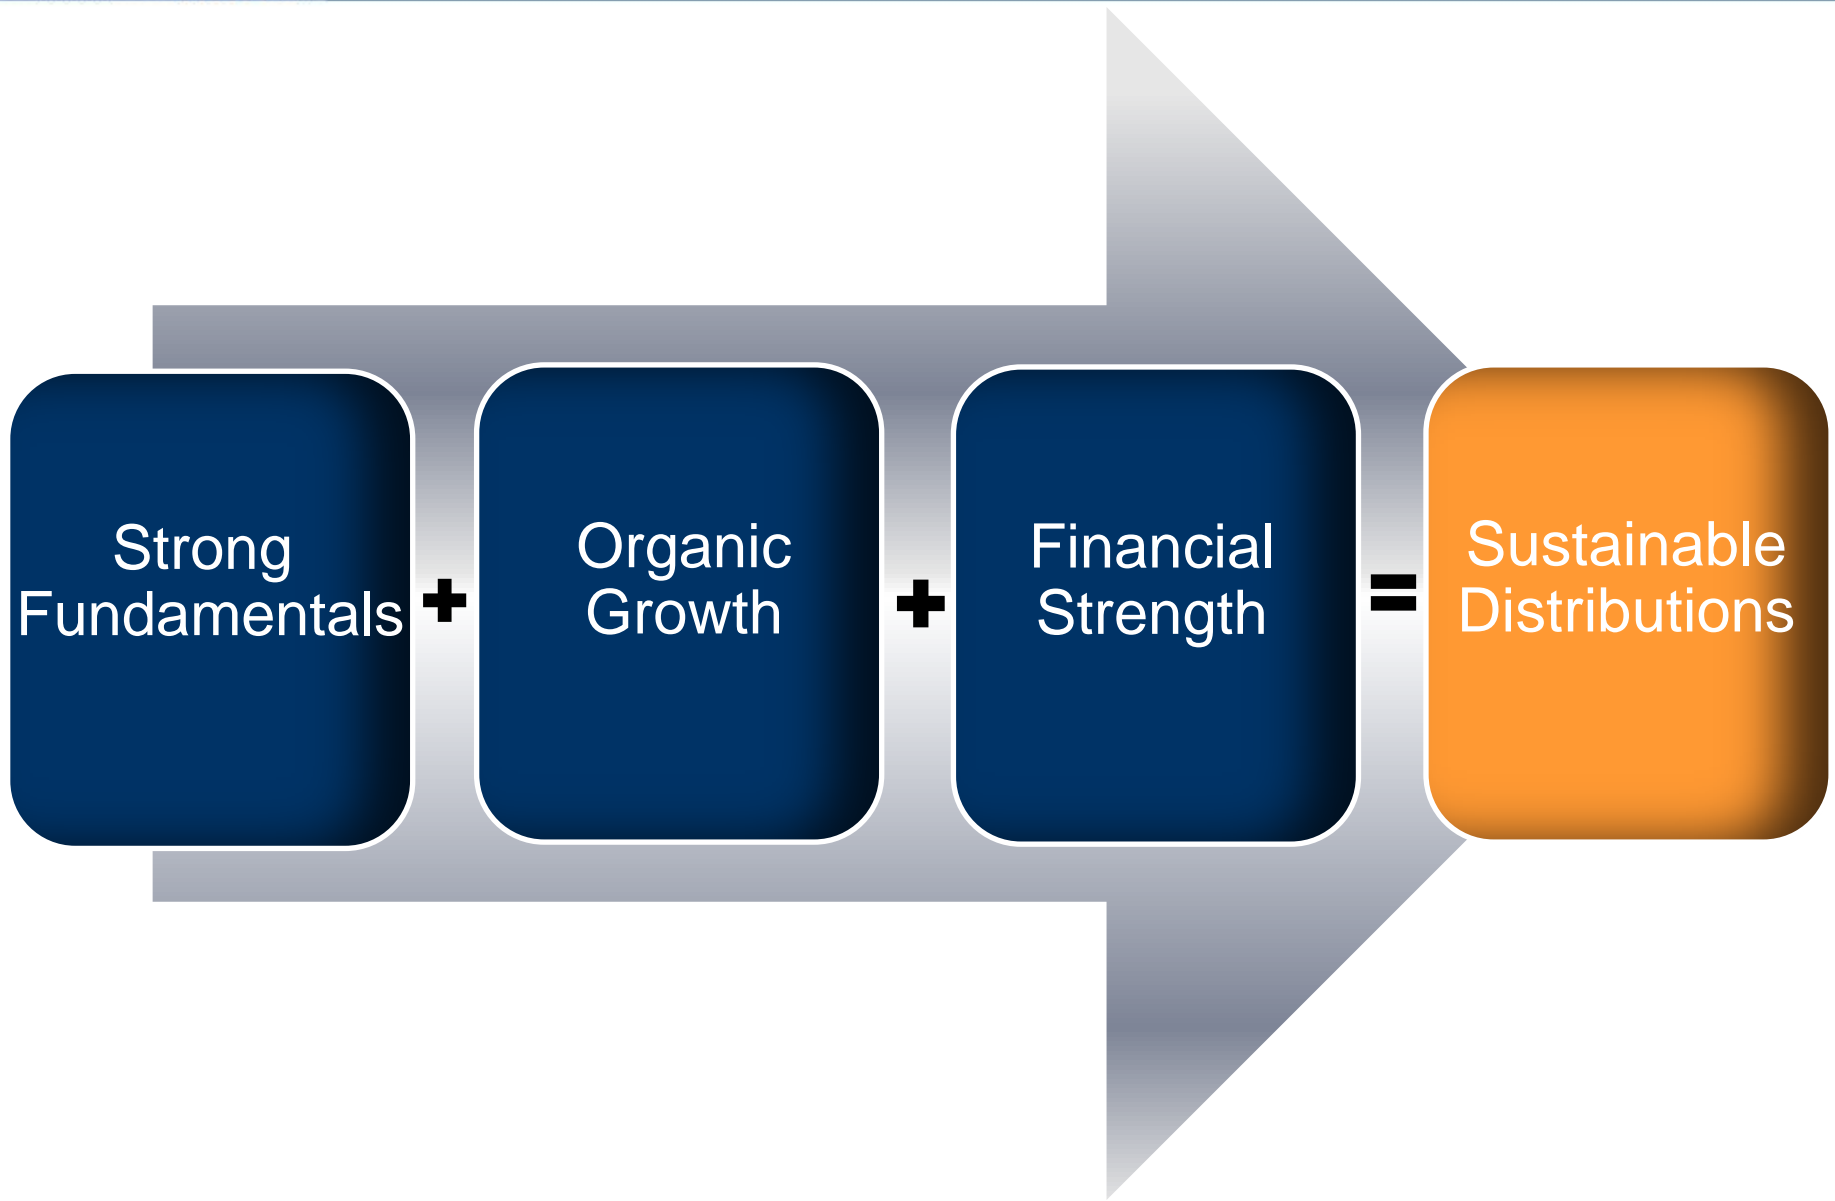 Strong
Fundamentals
+
Organic
Growth
+
Financial
Strength
=
Sustainable
Distributions